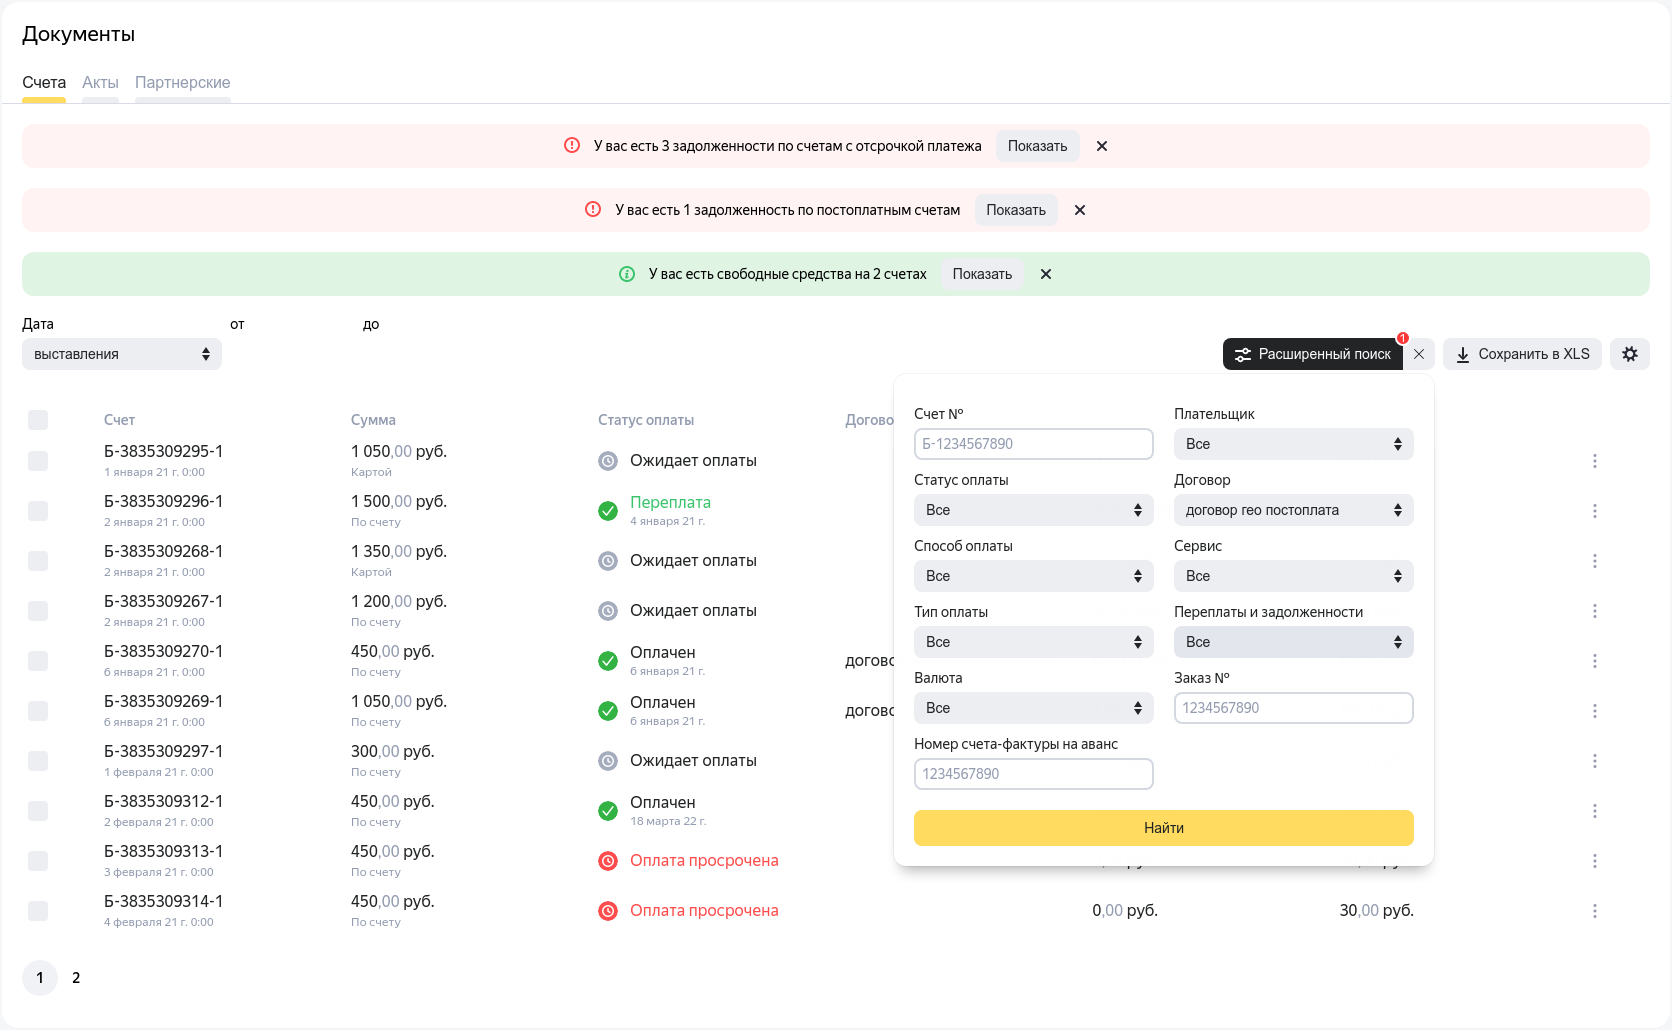 Документы
Счета Акты Партнерские
У вас есть 3 задолженности по счетам с отсрочкой платежа Показать
У вас есть 1 задолженность по постоплатным счетам Показать
У вас есть свободные средства на 2 счетах Показать
Дата от до
выставления
Расширенный поиск 1 Сохранить в XLS
Счет Сумма Статус оплаты
Б-3835309295-1 1 050,00 руб. Ожидает оплаты
1 января 21 г. 0:00 Картой
Б-3835309296-1 1 500,00 руб. Переплата
2 января 21 г. 0:00 По счету 4 января 21 г.
Б-3835309268-1 1 350,00 руб. Ожидает оплаты
2 января 21 г. 0:00 Картой
Б-3835309267-1 1 200,00 руб. Ожидает оплаты
2 января 21 г. 0:00 По счету
Б-3835309270-1 450,00 руб. Оплачен
6 января 21 г. 0:00 По счету 6 января 21 г.
Б-3835309269-1 1 050,00 руб. Оплачен
6 января 21 г. 0:00 По счету 6 января 21 г.
Б-3835309297-1 300,00 руб. Ожидает оплаты
1 февраля 21 г. 0:00 По счету
Б-3835309312-1 450,00 руб. Оплачен
2 февраля 21 г. 0:00 По счету 18 марта 22 г.
Б-3835309313-1 450,00 руб. Оплата просрочена
3 февраля 21 г. 0:00 По счету
Б-3835309314-1 450,00 руб. Оплата просрочена 0,00 руб. 30,00 руб.
4 февраля 21 г. 0:00 По счету
Счет № Плательщик
Б-1234567890 Все
Статус оплаты Договор
Все договор гео постоплата
Способ оплаты Сервис
Все Все
Тип оплаты Переплаты и задолженности
Все Все
Валюта Заказ №
Все 1234567890
Номер счета-фактуры на аванс
1234567890
Найти
1 2